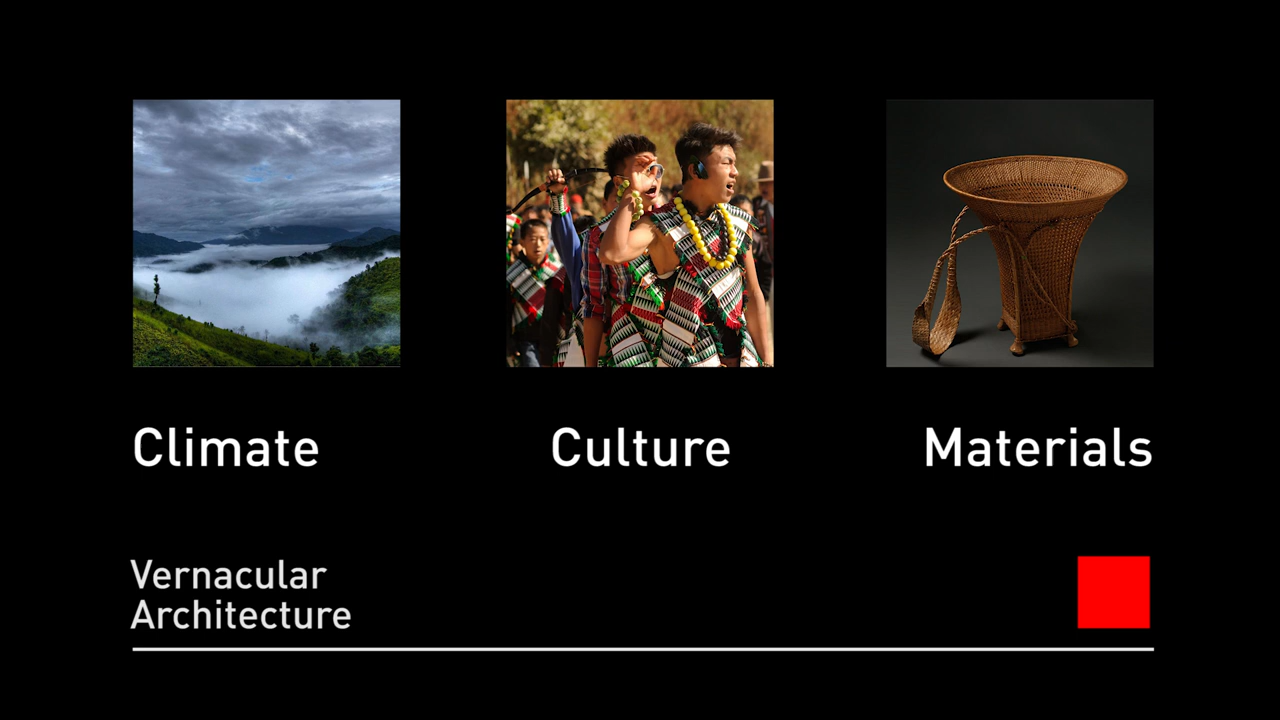 Climate
Culture
Materials
Vernacular
Architecture